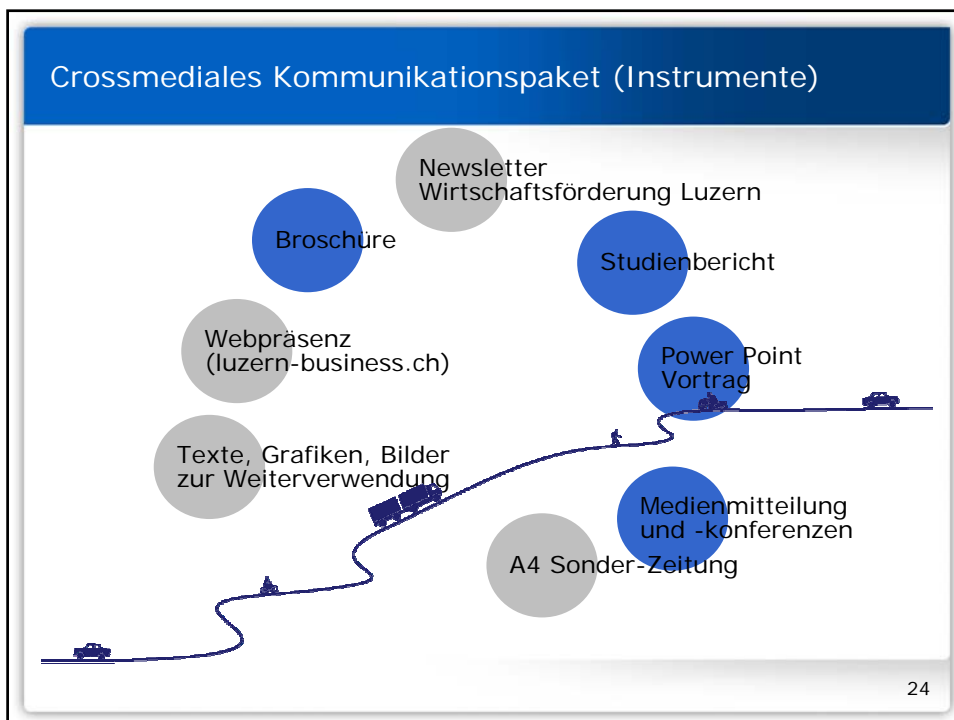 Crossmediales Kommunikationspaket (Instrumente)
Newsletter
Wirtschaftsförderung Luzern
Broschüre
Studienbericht
Webpräsenz
(luzern-business.ch)
Power Point
Vortrag
Texte, Grafiken, Bilder
zur Weiterverwendung
Medienmitteilung
und -konferenzen
A4 Sonder-Zeitung
24